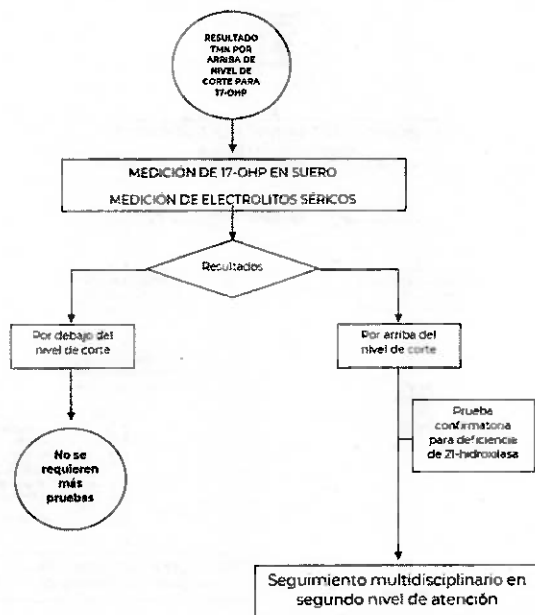 RESULTADO
TMN POR
ARRIBA DE
NIVEL DE
CORTE PARA
17-OHP
MEDICIÓN DE 17-OHP EN SUERO
MEDICIÓN DE ELECTROLITOS SÉRICOS
Resultados
Por debajo del
nivel de corte
Por arriba del
nivel de corte
No se
requieren
más
pruebas
Prueba
confirmatoria
para deficiencia
de 21-hidroxilasa
Seguimiento multidisciplinario en
segundo nivel de atención